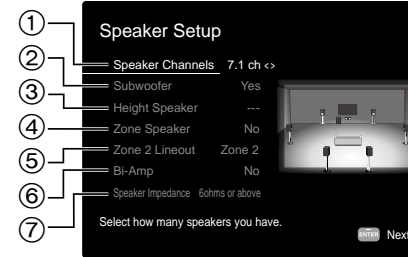 Speaker Setup
① Speaker Channels 7.1 ch <>
② Subwoofer Yes
③ Height Speaker ---
④ Zone Speaker No
⑤ Zone 2 Lineout Zone 2
⑥ Bi-Amp No
⑦ Speaker Impedance 6ohms or above
Select how many speakers you have.
ENTER Next